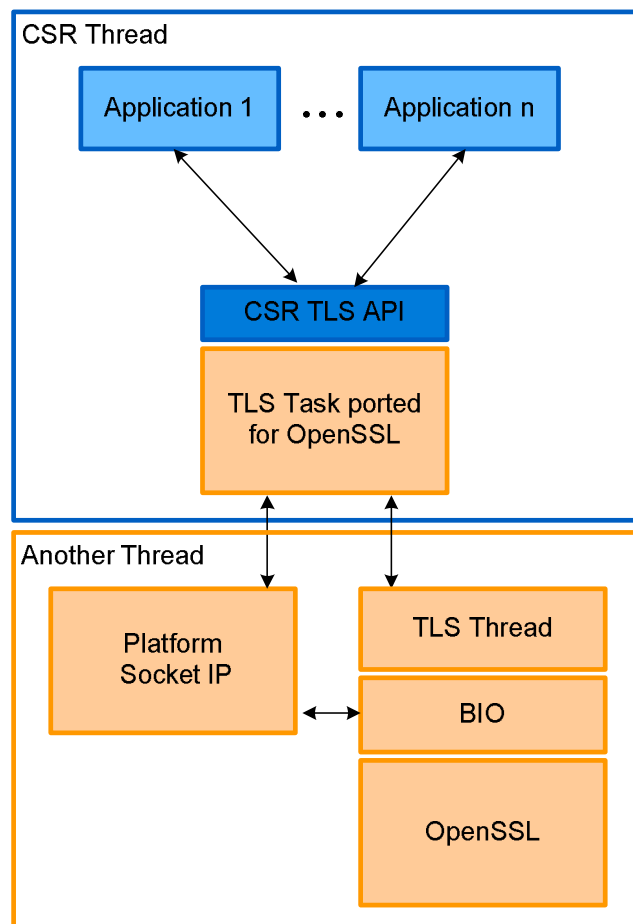 CSR Thread
Application 1
...
Application n
CSR TLS API
TLS Task ported
for OpenSSL
Another Thread
Platform
Socket IP
TLS Thread
BIO
OpenSSL